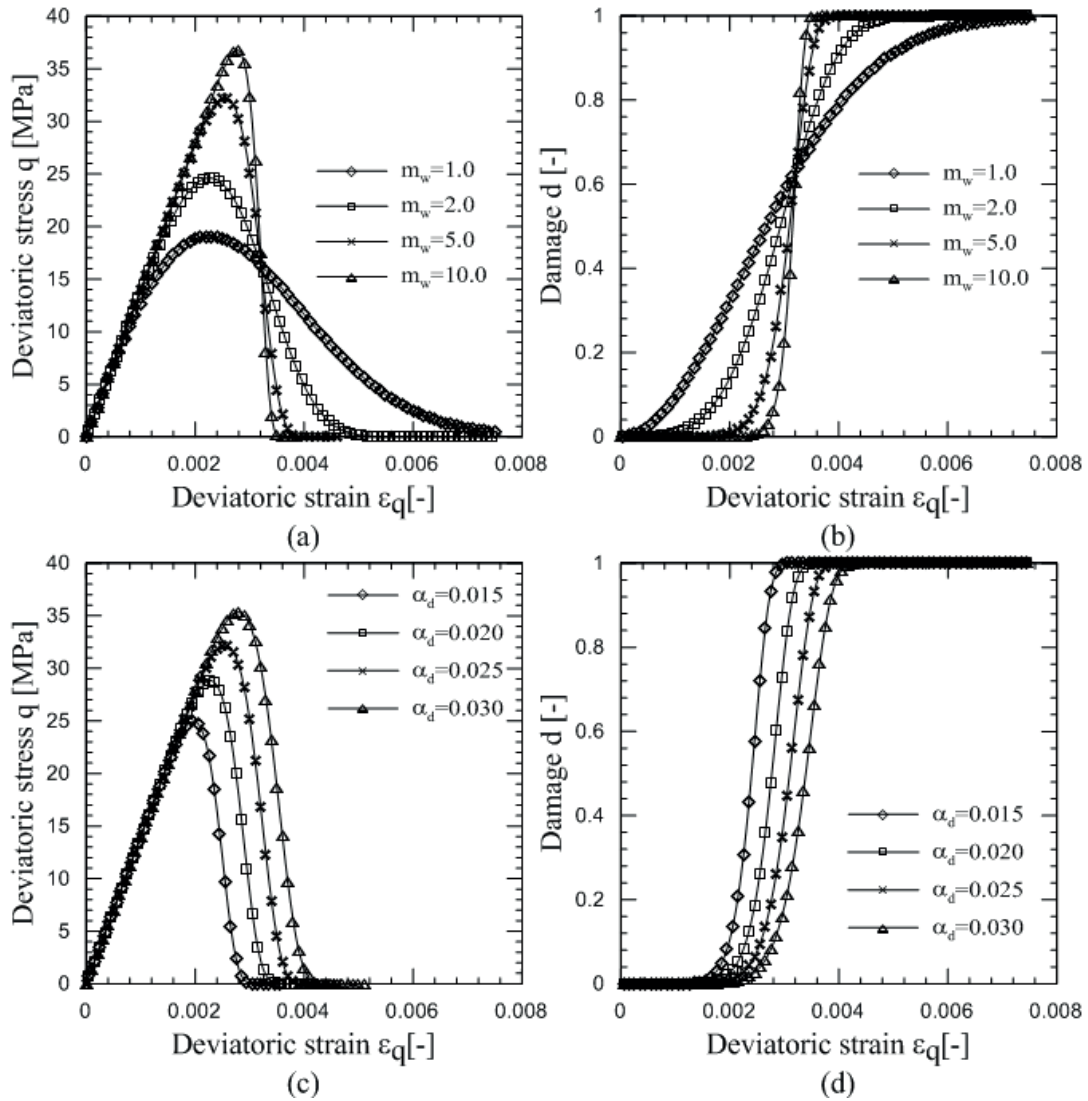 40
35
30
25
20
15
10
5
0
Deviatoric stress q [MPa]
m_w=1.0
m_w=2.0
m_w=5.0
m_w=10.0
0 0.002 0.004 0.006 0.008
Deviatoric strain εq[-]
(a)
1
0.8
0.6
0.4
0.2
0
Damage d [-]
m_w=1.0
m_w=2.0
m_w=5.0
m_w=10.0
0 0.002 0.004 0.006 0.008
Deviatoric strain εq[-]
(b)
40
35
30
25
20
15
10
5
0
Deviatoric stress q [MPa]
α_d=0.015
α_d=0.020
α_d=0.025
α_d=0.030
0 0.002 0.004 0.006 0.008
Deviatoric strain εq[-]
(c)
1
0.8
0.6
0.4
0.2
0
Damage d [-]
α_d=0.015
α_d=0.020
α_d=0.025
α_d=0.030
0 0.002 0.004 0.006 0.008
Deviatoric strain εq[-]
(d)